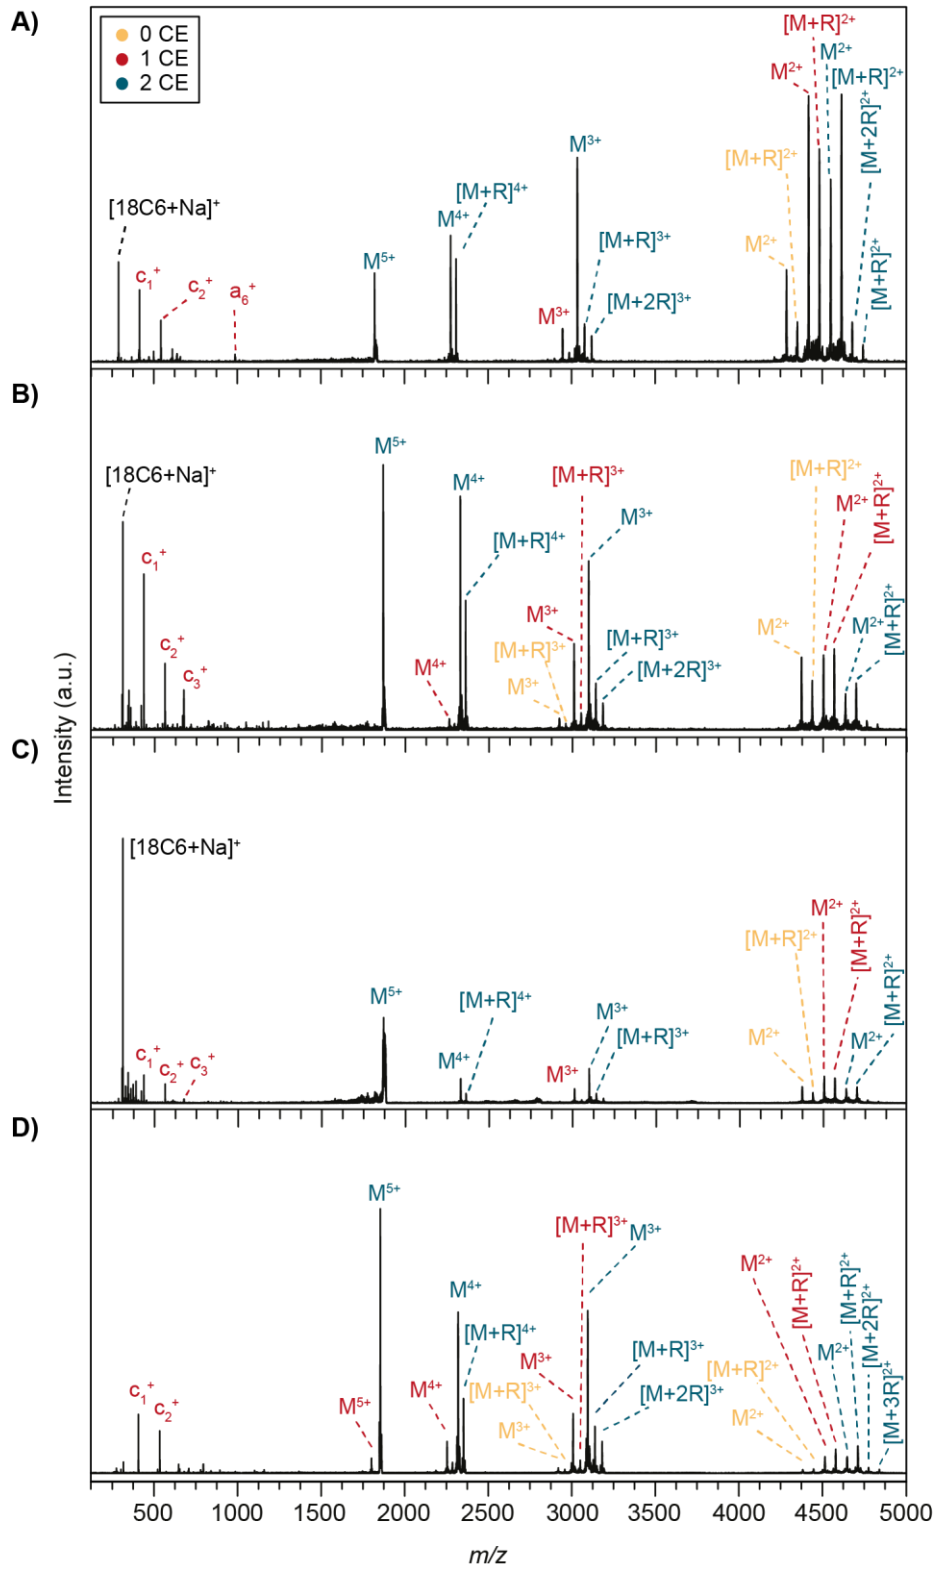 A)
0 CE
1 CE
2 CE
[18C6+Na]⁺
c₁⁺
c₂⁺
a₆⁺
M⁵⁺
M⁴⁺
[M+R]⁴⁺
M³⁺
M³⁺
[M+R]³⁺
[M+2R]³⁺
M²⁺
[M+R]²⁺
M²⁺
[M+R]²⁺
M²⁺
[M+R]²⁺
[M+2R]²⁺
[M+R]²⁺
B)
[18C6+Na]⁺
c₁⁺
c₂⁺
c₃⁺
M⁵⁺
M⁴⁺
M⁴⁺
[M+R]⁴⁺
M³⁺
[M+R]³⁺
M³⁺
[M+R]³⁺
M³⁺
[M+R]³⁺
[M+2R]³⁺
M²⁺
[M+R]²⁺
M²⁺
[M+R]²⁺
M²⁺
[M+R]²⁺
Intensity (a.u.)
C)
[18C6+Na]⁺
c₁⁺
c₂⁺
c₃⁺
M⁵⁺
M⁴⁺
[M+R]⁴⁺
M³⁺
M³⁺
[M+R]³⁺
M²⁺
[M+R]²⁺
M²⁺
[M+R]²⁺
M²⁺
[M+R]²⁺
D)
c₁⁺
c₂⁺
M⁵⁺
M⁵⁺
M⁴⁺
M⁴⁺
[M+R]⁴⁺
M³⁺
[M+R]³⁺
M³⁺
[M+R]³⁺
M³⁺
[M+R]³⁺
[M+2R]³⁺
M²⁺
[M+R]²⁺
M²⁺
[M+R]²⁺
M²⁺
[M+R]²⁺
[M+2R]²⁺
[M+3R]²⁺
500 1000 1500 2000 2500 3000 3500 4000 4500 5000
m/z